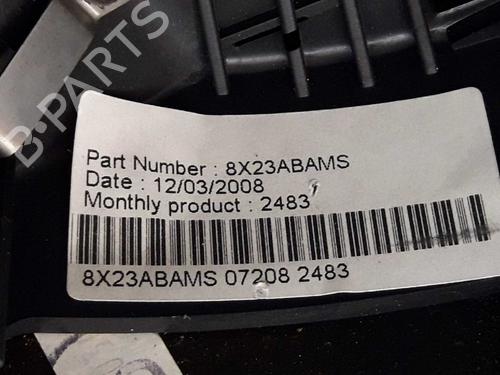 B-PARTS
Part Number : 8X23ABAMS
Date : 12/03/2008
Monthly product : 2483
8X23ABAMS 07208 2483